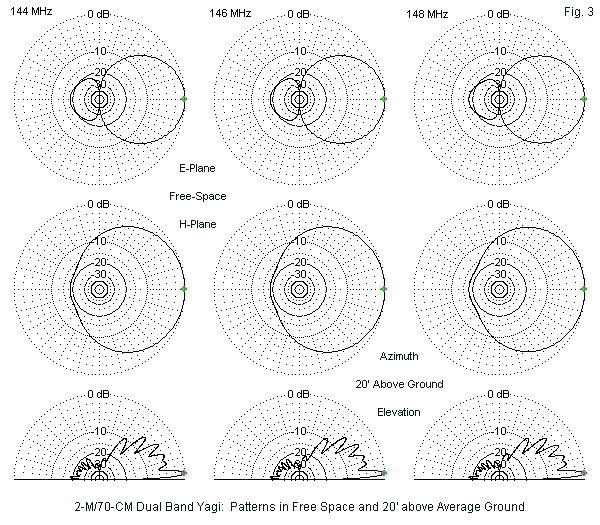 144 MHz
0 dB
146 MHz
0 dB
148 MHz
0 dB
Fig. 3
-10
-20
-30
-10
-20
-30
-10
-20
-30
E-Plane
Free-Space
H-Plane
0 dB
0 dB
0 dB
-10
-20
-30
-10
-20
-30
-10
-20
-30
Azimuth
20' Above Ground
Elevation
0 dB
0 dB
0 dB
-10
-20
-30
-10
-20
-30
-10
-20
-30
2-M/70-CM Dual Band Yagi: Patterns in Free Space and 20' above Average Ground